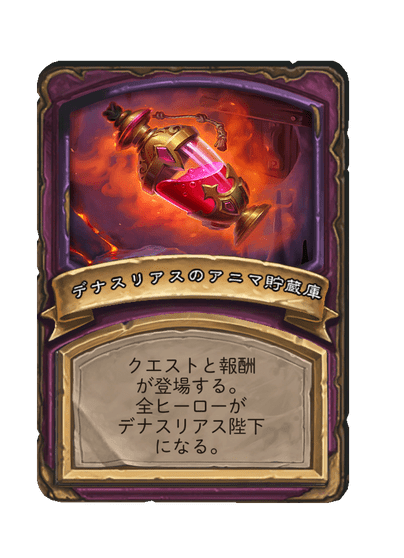 デナスリアスのアニマ貯蔵庫
クエストと報酬
が登場する。
全ヒーローが
デナスリアス陛下
になる。